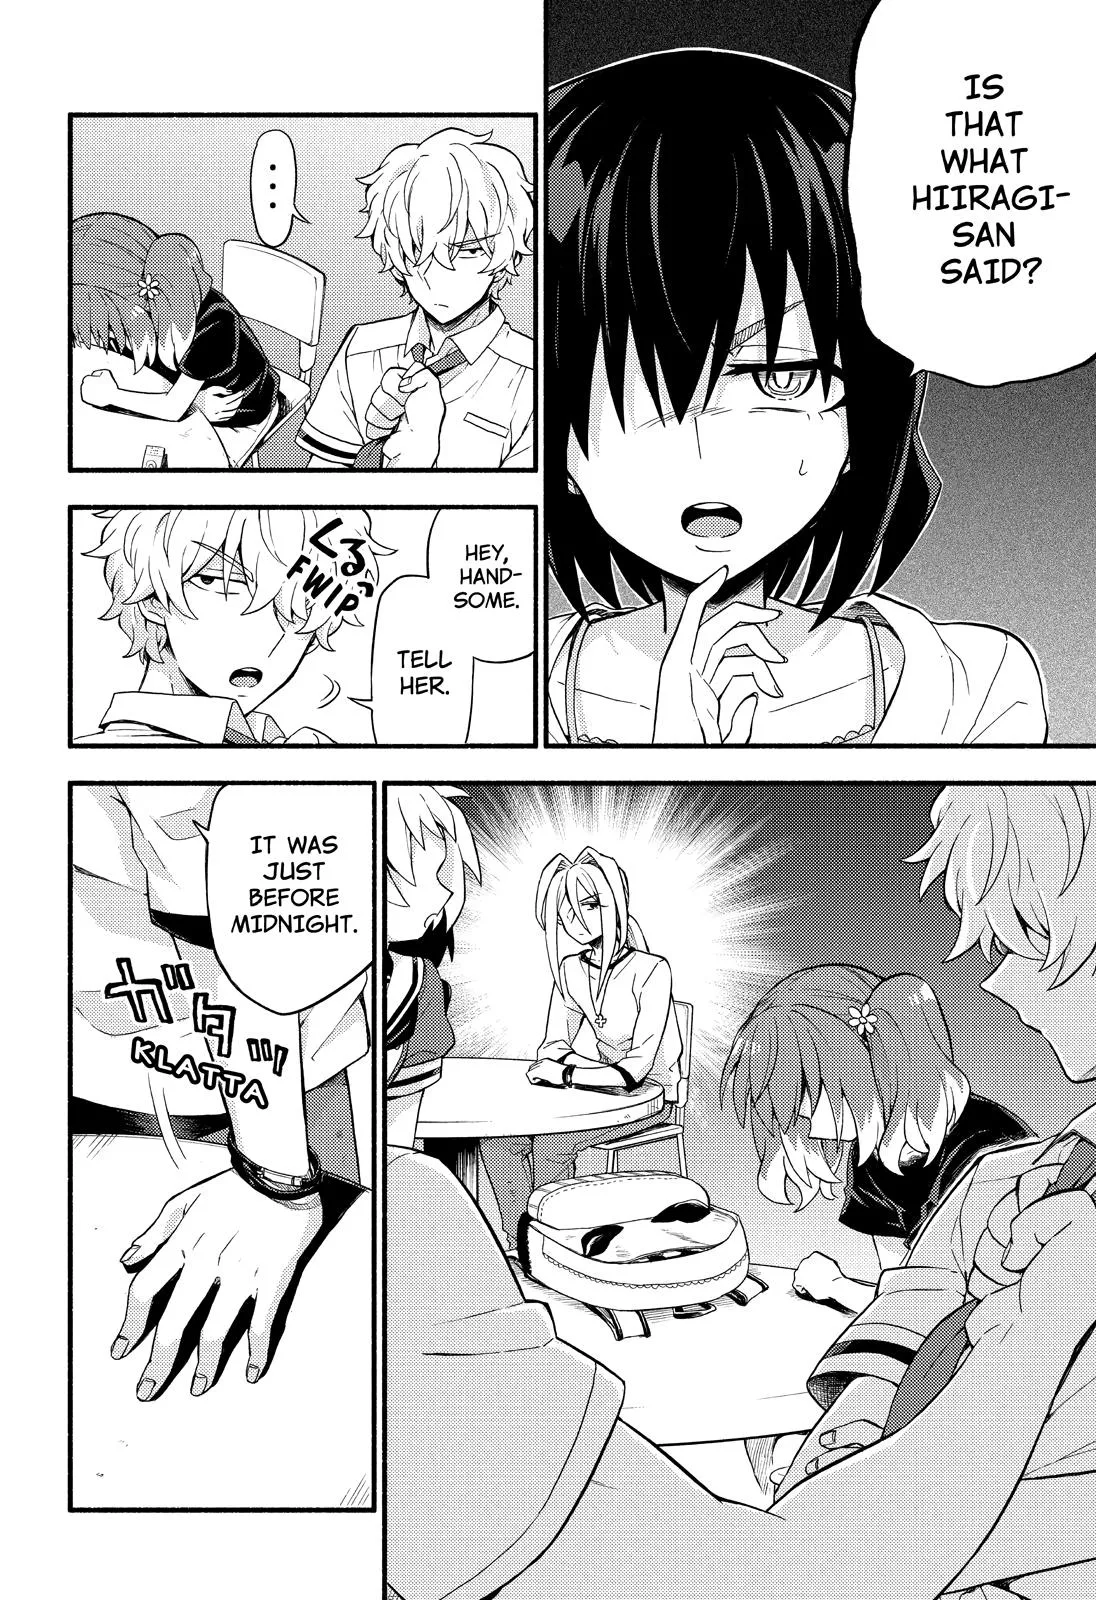 IS
THAT
WHAT
HIIRAGI-
SAN
SAID?
...
HEY,
HAND-
SOME.
TELL
HER.
くるっ
FWIP
IT WAS
JUST
BEFORE
MIDNIGHT.
ガタッ
KLATTA